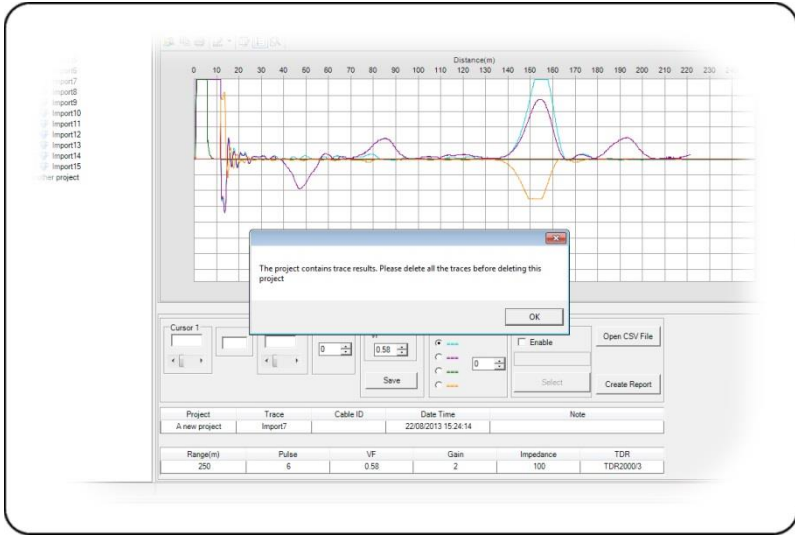 Distance(m)
0 10 20 30 40 50 60 70 80 90 100 110 120 130 140 150 160 170 180 190 200 210 220 230
Import7
Import8
Import9
Import10
Import11
Import12
Import13
Import14
Import15
her project
The project contains trace results. Please delete all the traces before deleting this
project
OK
Cursor 1
0
0.58
Save
0
Enable
Select
Open CSV File
Create Report
Project Trace Cable ID Date Time Note
A new project Import7 22/08/2013 15:24:14
Range(m) Pulse VF Gain Impedance TDR
250 6 0.58 2 100 TDR2000/3